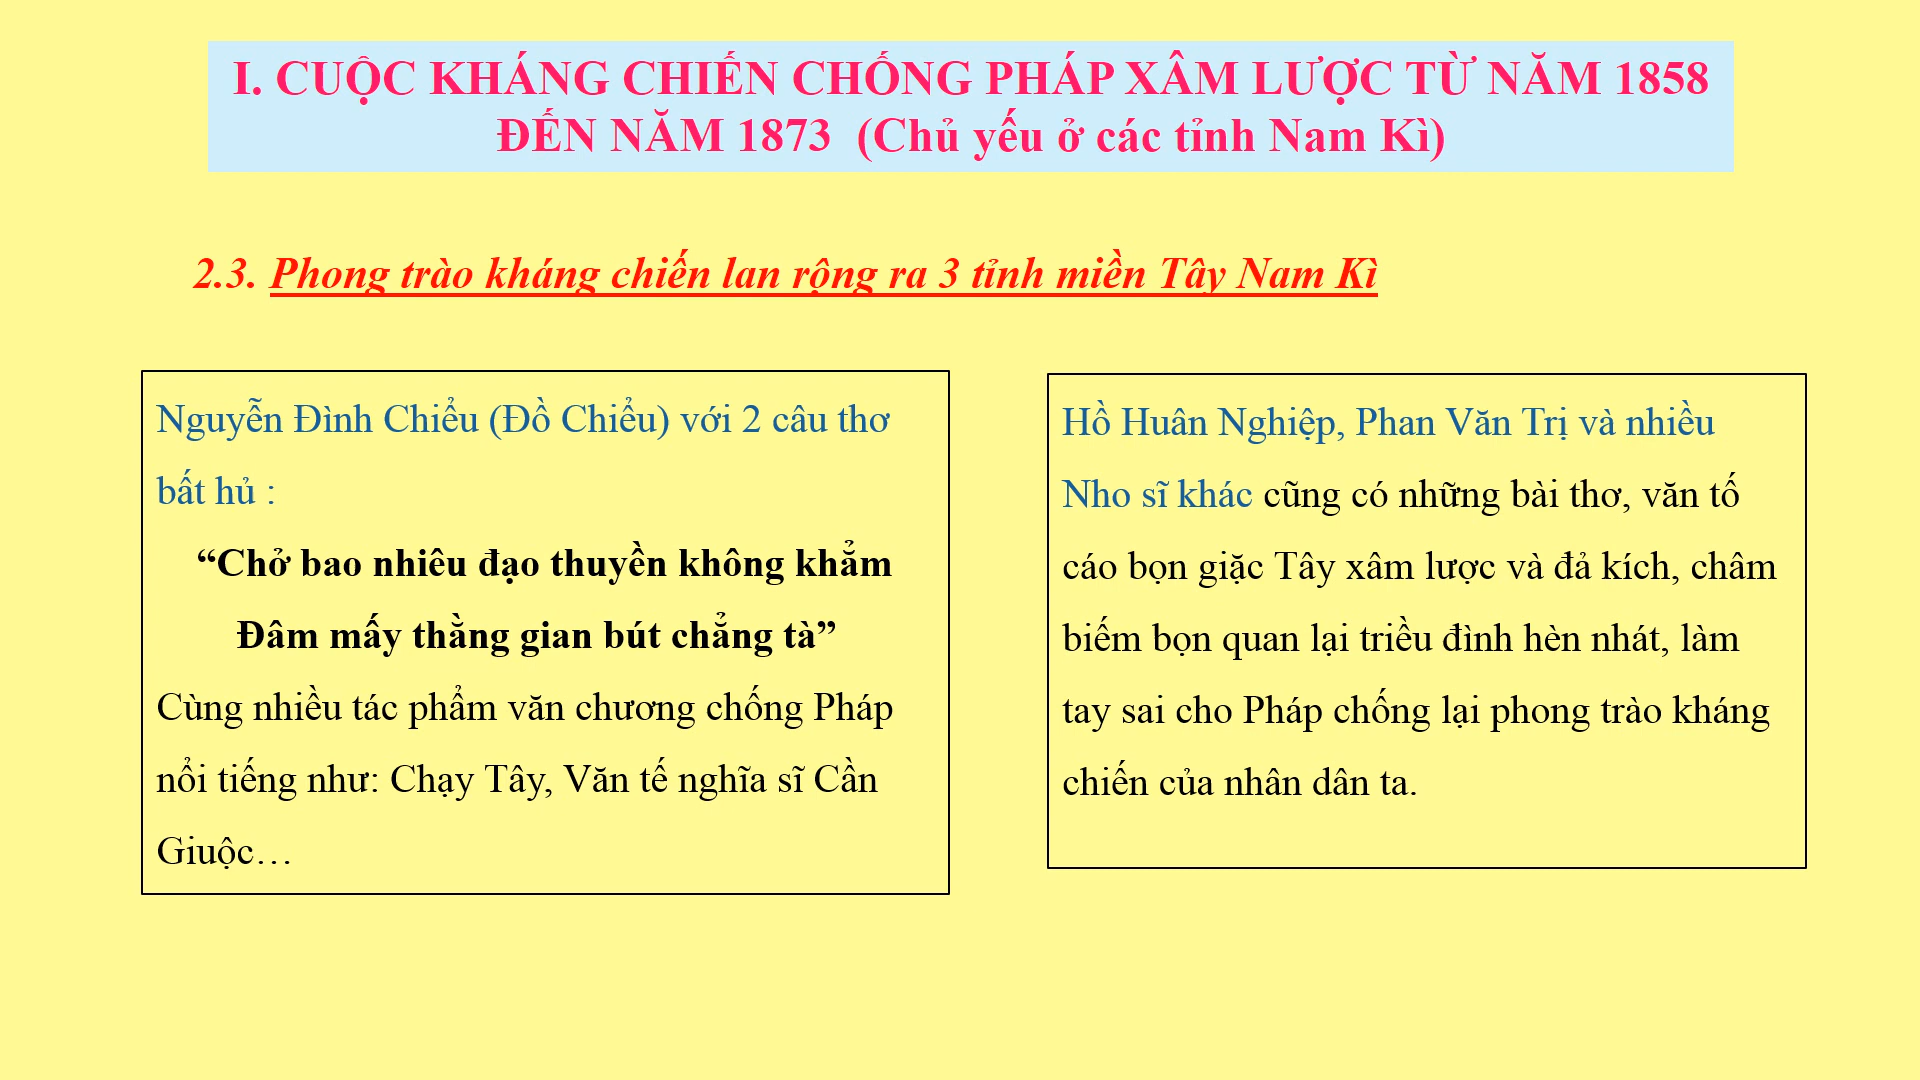 I. CUỘC KHÁNG CHIẾN CHỐNG PHÁP XÂM LƯỢC TỪ NĂM 1858
ĐẾN NĂM 1873 (Chủ yếu ở các tỉnh Nam Kì)
2.3. Phong trào kháng chiến lan rộng ra 3 tỉnh miền Tây Nam Kì
Nguyễn Đình Chiểu (Đồ Chiểu) với 2 câu thơ
bất hủ :
“Chở bao nhiêu đạo thuyền không khẳm
Đâm mấy thằng gian bút chẳng tà”
Cùng nhiều tác phẩm văn chương chống Pháp
nổi tiếng như: Chạy Tây, Văn tế nghĩa sĩ Cần
Giuộc…
Hồ Huân Nghiệp, Phan Văn Trị và nhiều
Nho sĩ khác cũng có những bài thơ, văn tố
cáo bọn giặc Tây xâm lược và đả kích, châm
biếm bọn quan lại triều đình hèn nhát, làm
tay sai cho Pháp chống lại phong trào kháng
chiến của nhân dân ta.